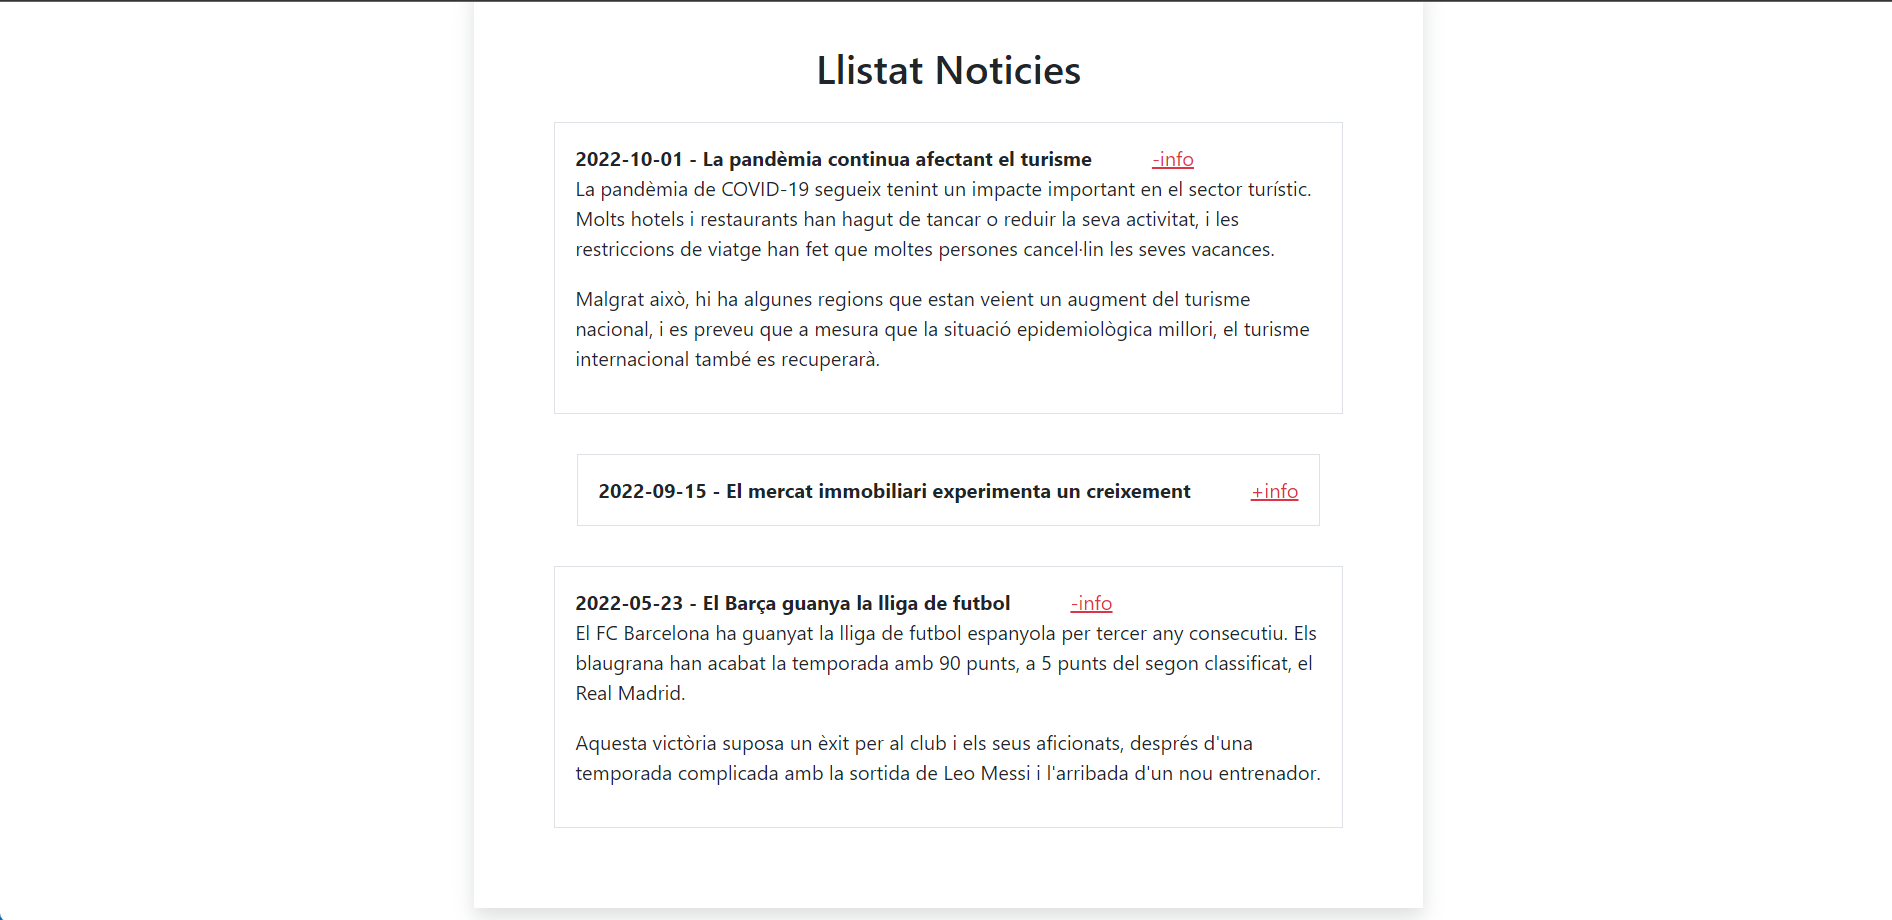 Llistat Noticies
2022-10-01 - La pandèmia continua afectant el turisme -info
La pandèmia de COVID-19 segueix tenint un impacte important en el sector turístic.
Molts hotels i restaurants han hagut de tancar o reduir la seva activitat, i les
restriccions de viatge han fet que moltes persones cancel·lin les seves vacances.
Malgrat això, hi ha algunes regions que estan veient un augment del turisme
nacional, i es preveu que a mesura que la situació epidemiològica millori, el turisme
internacional també es recuperarà.
2022-09-15 - El mercat immobiliari experimenta un creixement +info
2022-05-23 - El Barça guanya la lliga de futbol -info
El FC Barcelona ha guanyat la lliga de futbol espanyola per tercer any consecutiu. Els
blaugrana han acabat la temporada amb 90 punts, a 5 punts del segon classificat, el
Real Madrid.
Aquesta victòria suposa un èxit per al club i els seus aficionats, després d'una
temporada complicada amb la sortida de Leo Messi i l'arribada d'un nou entrenador.